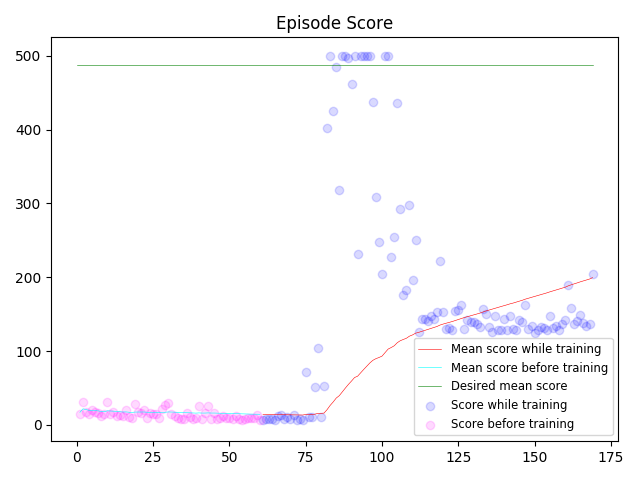 Episode Score
500
400
300
200
100
0
0 25 50 75 100 125 150 175
Mean score while training
Mean score before training
Desired mean score
Score while training
Score before training